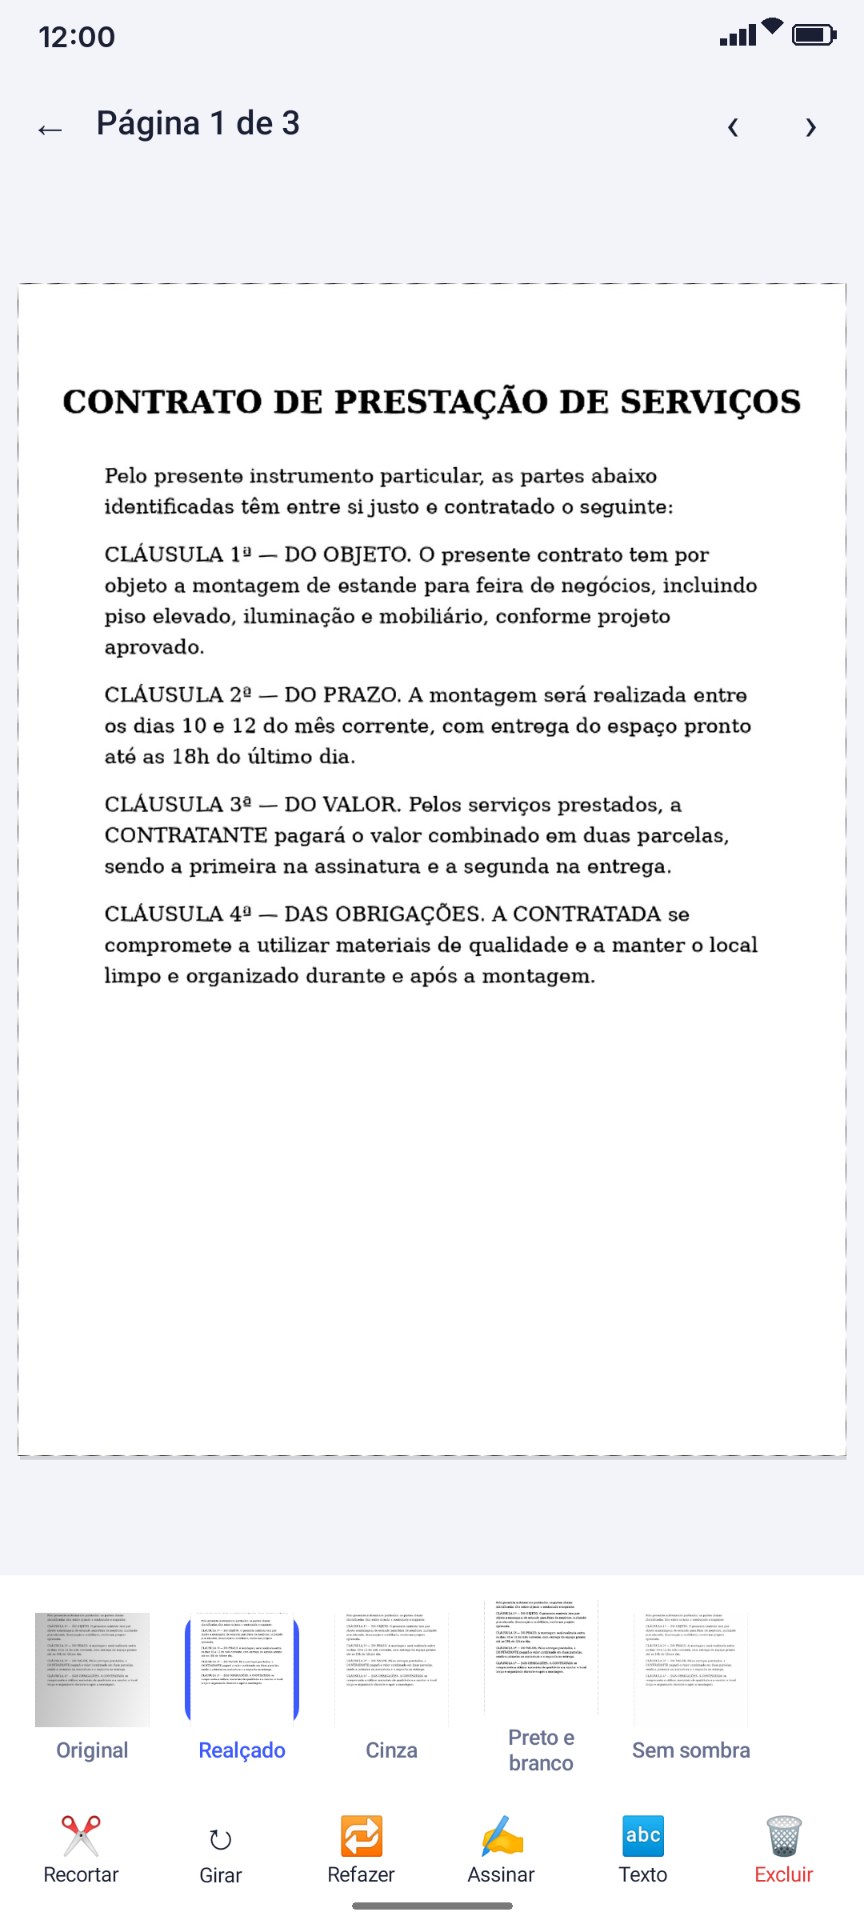 12:00
Página 1 de 3
CONTRATO DE PRESTAÇÃO DE SERVIÇOS
Pelo presente instrumento particular, as partes abaixo
identificadas têm entre si justo e contratado o seguinte:
CLÁUSULA 1ª — DO OBJETO. O presente contrato tem por
objeto a montagem de estande para feira de negócios, incluindo
piso elevado, iluminação e mobiliário, conforme projeto
aprovado.
CLÁUSULA 2ª — DO PRAZO. A montagem será realizada entre
os dias 10 e 12 do mês corrente, com entrega do espaço pronto
até as 18h do último dia.
CLÁUSULA 3ª — DO VALOR. Pelos serviços prestados, a
CONTRATANTE pagará o valor combinado em duas parcelas,
sendo a primeira na assinatura e a segunda na entrega.
CLÁUSULA 4ª — DAS OBRIGAÇÕES. A CONTRATADA se
compromete a utilizar materiais de qualidade e a manter o local
limpo e organizado durante e após a montagem.
Original
Realçado
Cinza
Preto e
branco
Sem sombra
abc
Recortar
Girar
Refazer
Assinar
Texto
Excluir